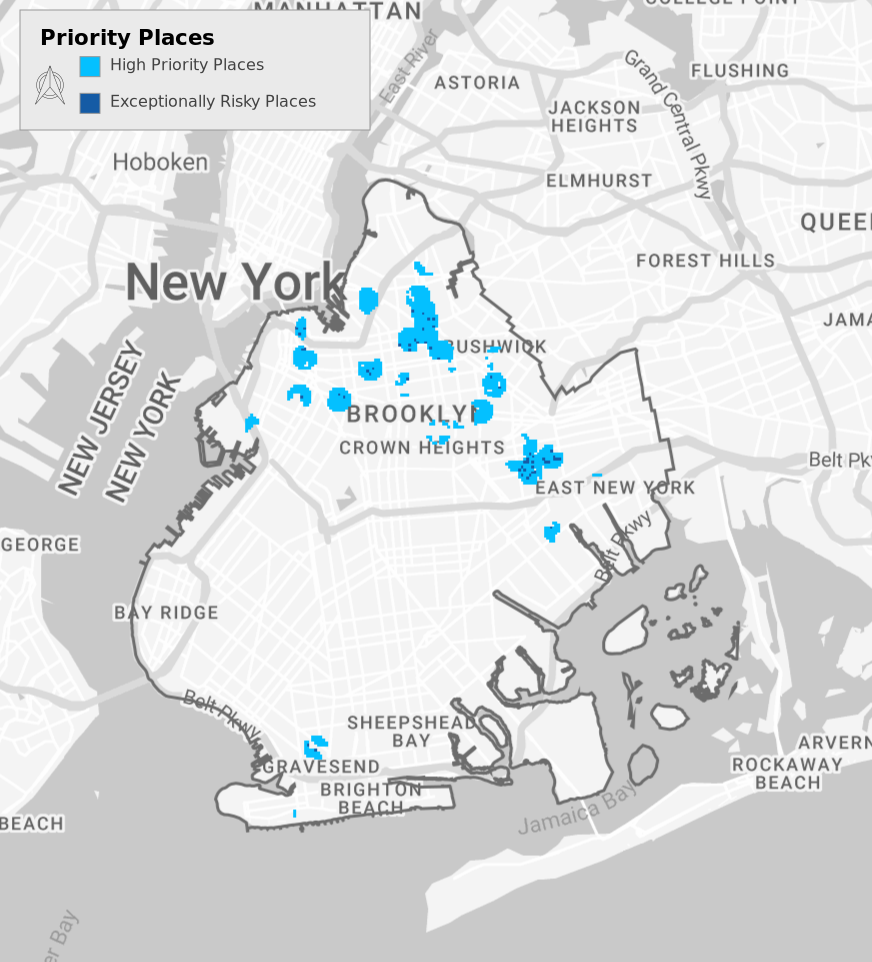 MANHATTAN
COLLEGE POINT
Priority Places
High Priority Places
Exceptionally Risky Places
East River
ASTORIA
FLUSHING
Grand Central Pkwy
JACKSON
HEIGHTS
Hoboken
ELMHURST
QUEE
New York
FOREST HILLS
JAMA
BUSHWICK
NEW JERSEY
NEW YORK
BROOKLYN
CROWN HEIGHTS
Belt Pk
EAST NEW YORK
GEORGE
Belt Pkwy
BAY RIDGE
Belt Pkwy
SHEEPSHEAD
BAY
ARVERN
GRAVESEND
ROCKAWAY
BEACH
BRIGHTON
BEACH
Jamaica Bay
BEACH
er Bay